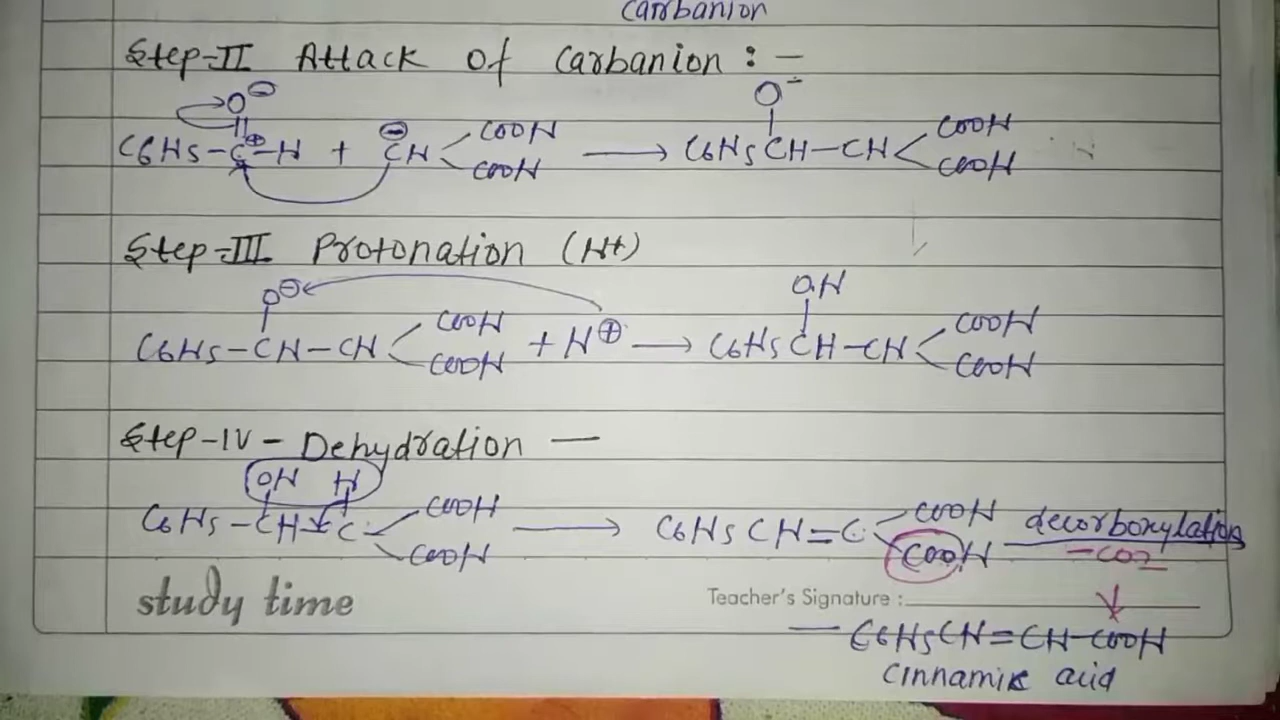 Carbanion
Step-II Attack of Carbanion : —
O⊖ O⁻
C6H5-C⊕-H + ⊖CH COOH COOH ⟶ C6H5CH-CH COOH COOH
Step-III Protonation (H+)
O⊖ OH
C6H5-CH-CH COOH COOH + H⊕ ⟶ C6H5CH-CH COOH COOH
Step-IV - Dehydration —
OH H
C6H5-CH-C COOH COOH ⟶ C6H5CH=C COOH COOH decarboxylation
-CO2
study time
Teacher's Signature :
C6H5CH=CH-COOH
Cinnamic acid